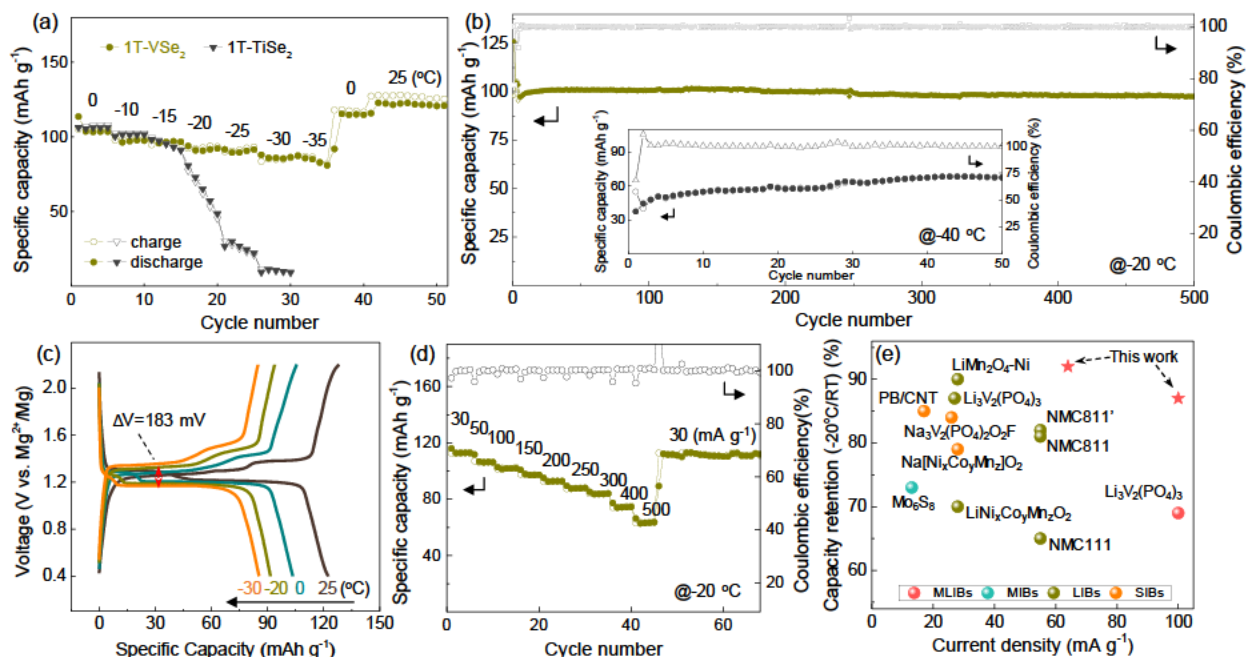 (a)
1T-VSe₂
1T-TiSe₂
0
-10
-15
-20
-25
-30
-35
0
25 (ºC)
charge
discharge
150
100
50
0
10
20
30
40
50
Specific capacity (mAh g⁻¹)
Cycle number
(b)
125
100
75
50
25
0
100
200
300
400
500
100
80
60
40
20
Specific capacity (mAh g⁻¹)
Coulombic efficiency (%)
Cycle number
@-20 ºC
90
60
30
0
10
20
30
40
50
100
75
50
25
0
Specific capacity (mAh g⁻¹)
Coulombic efficiency (%)
Cycle number
@-40 ºC
(c)
ΔV=183 mV
2.0
1.6
1.2
0.8
0.4
-30
-20
0
25 (ºC)
0
30
60
90
120
150
Voltage (V vs. Mg²⁺/Mg)
Specific Capacity (mAh g⁻¹)
(d)
160
120
80
40
30
50
100
150
200
250
300
400
500
30 (mA g⁻¹)
100
80
60
40
20
0
20
40
60
@-20 ºC
Specific capacity (mAh g⁻¹)
Coulombic efficiency(%)
Cycle number
(e)
This work
LiMn₂O₄-Ni
PB/CNT
Li₃V₂(PO₄)₃
Na₃V₂(PO₄)₂O₂F
NMC811'
NMC811
Na[NiₓCoᵧMn_z]O₂
Mo₆S₈
LiNiₓCoᵧMn_zO₂
Li₃V₂(PO₄)₃
NMC111
90
80
70
60
MLIBs
MIBs
LIBs
SIBs
20
40
60
80
100
Capacity retention (-20°C/RT) (%)
Current density (mA g⁻¹)